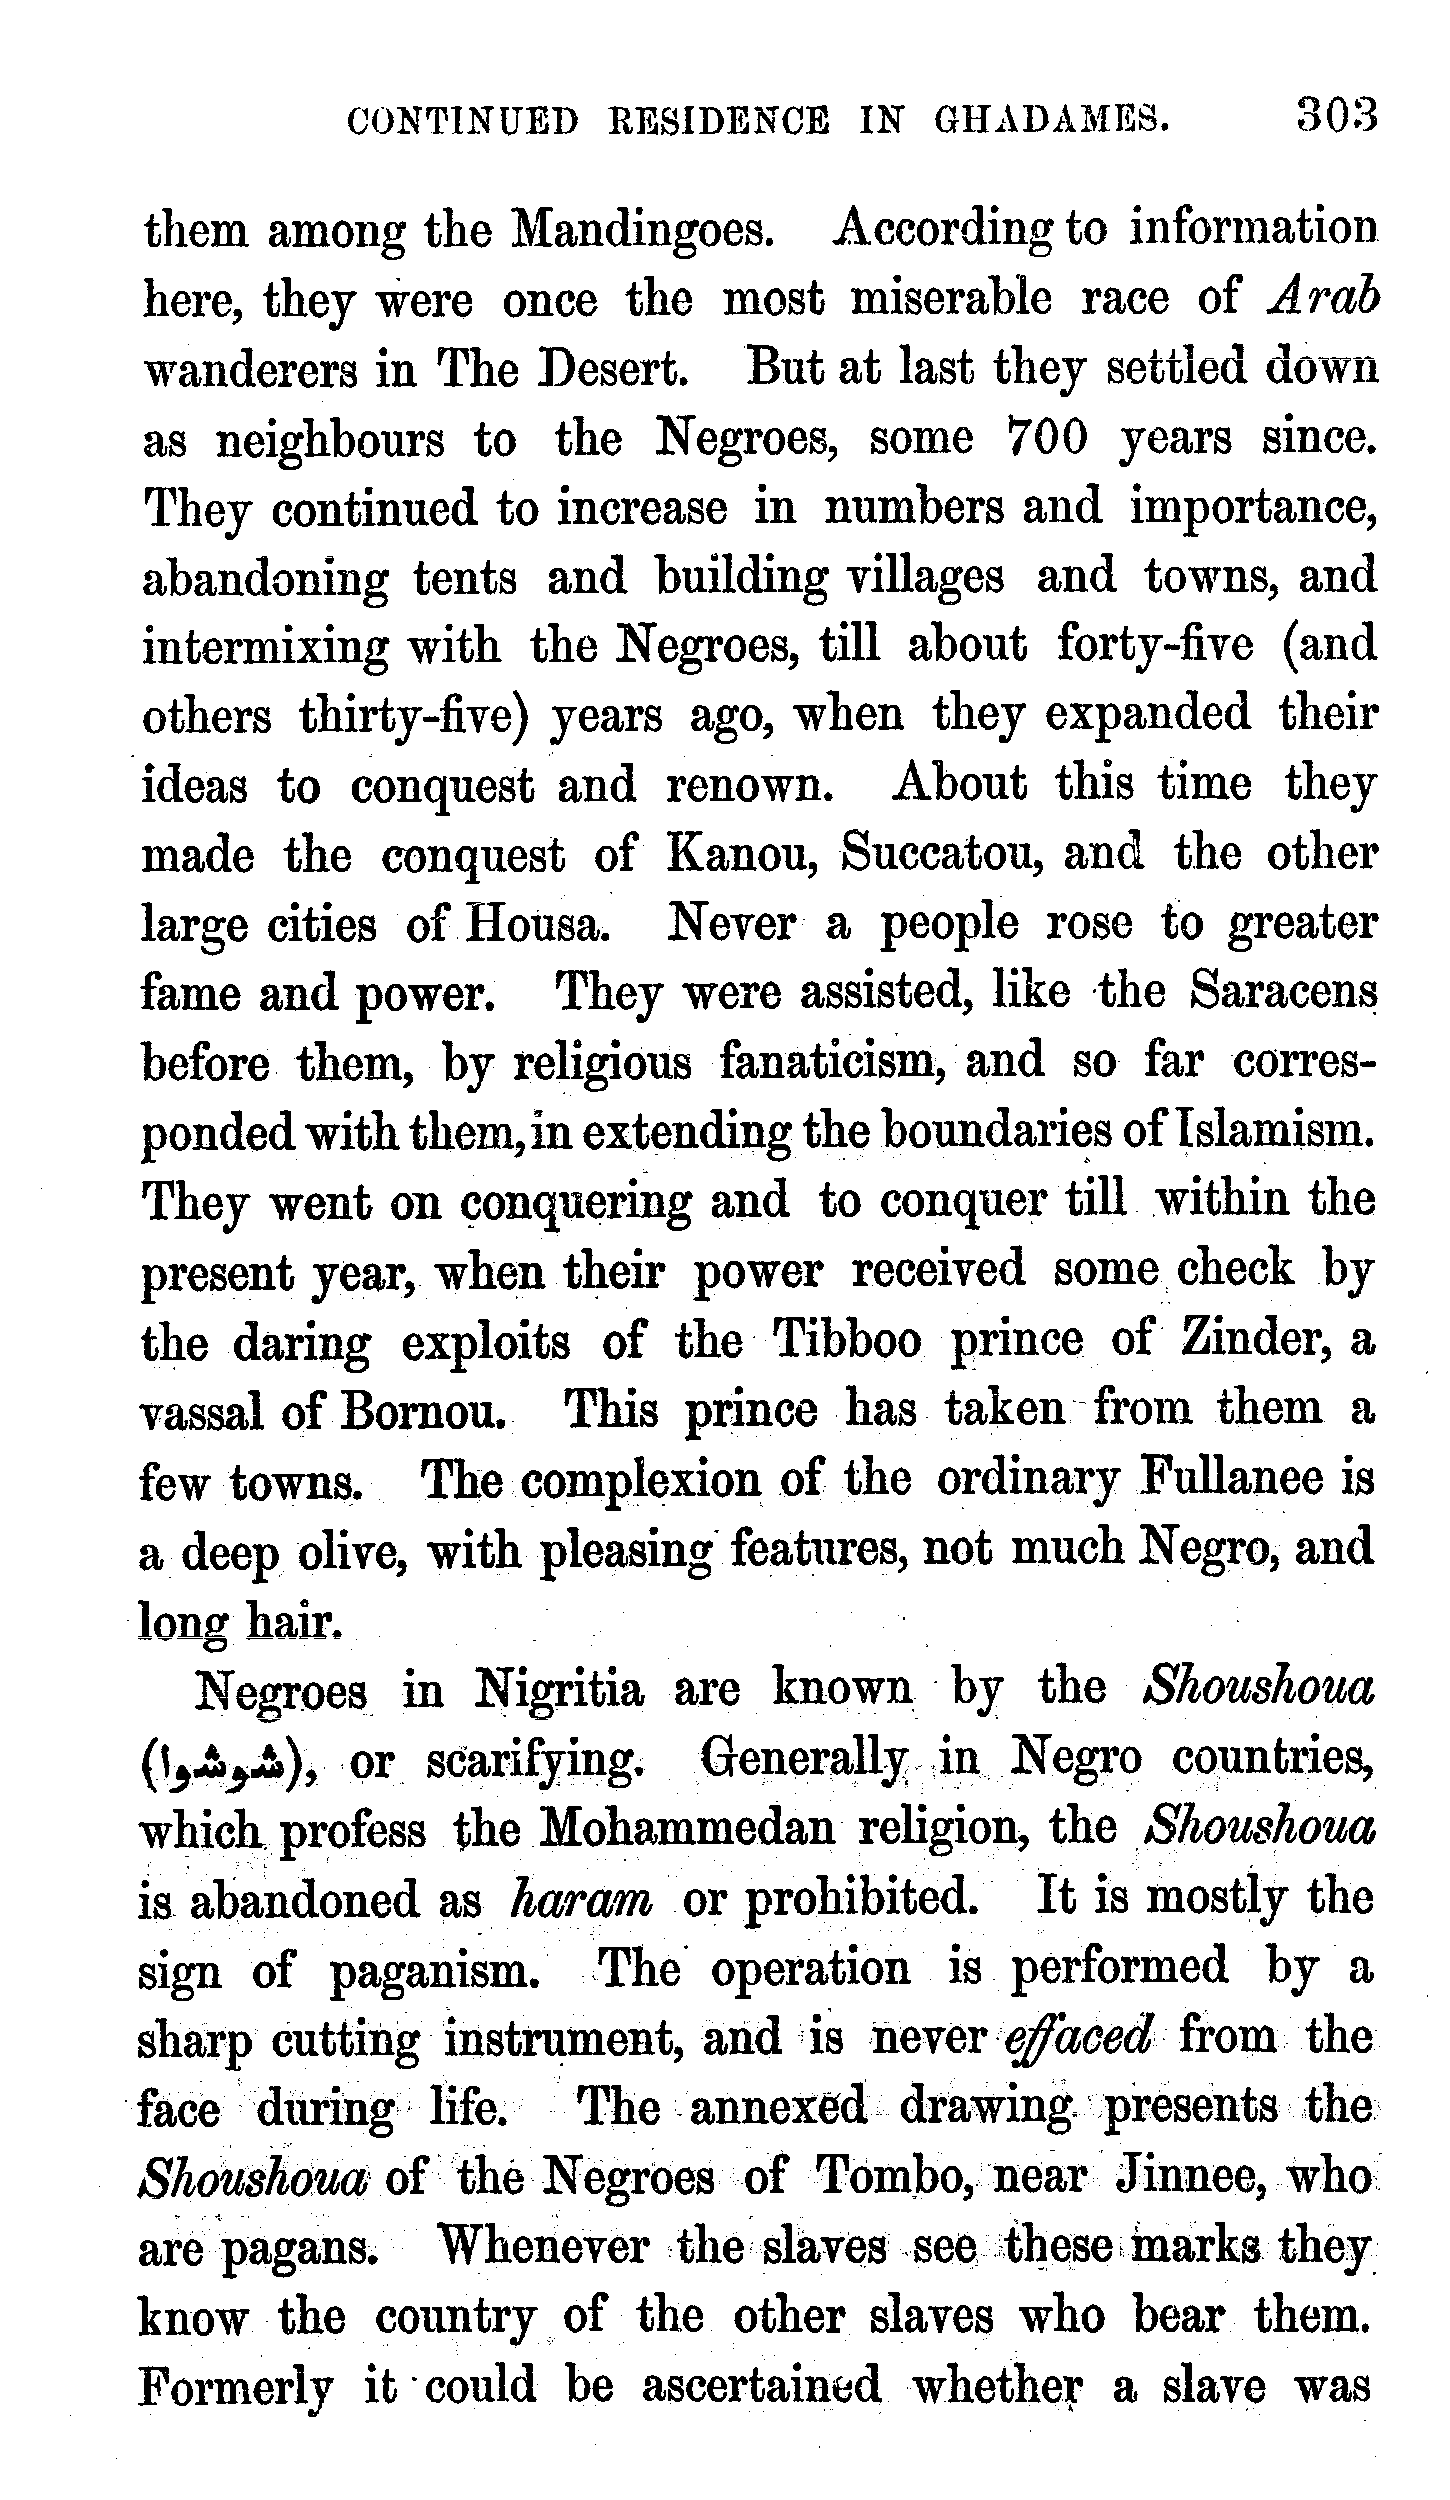 CONTINUED RESIDENCE IN GHADAMES. 303
them among the Mandingoes. According to information
here, they were once the most miserable race of Arab
wanderers in The Desert. But at last they settled down
as neighbours to the Negroes, some 700 years since.
They continued to increase in numbers and importance,
abandoning tents and building villages and towns, and
intermixing with the Negroes, till about forty-five (and
others thirty-five) years ago, when they expanded their
ideas to conquest and renown. About this time they
made the conquest of Kanou, Succatou, and the other
large cities of Housa. Never a people rose to greater
fame and power. They were assisted, like the Saracens
before them, by religious fanaticism, and so far corres-
ponded with them, in extending the boundaries of Islamism.
They went on conquering and to conquer till within the
present year, when their power received some check by
the daring exploits of the Tibboo prince of Zinder, a
vassal of Bornou. This prince has taken from them a
few towns. The complexion of the ordinary Fullanee is
a deep olive, with pleasing features, not much Negro, and
long hair.
Negroes in Nigritia are known by the Shoushoua
(شوشوا), or scarifying. Generally in Negro countries,
which profess the Mohammedan religion, the Shoushoua
is abandoned as haram or prohibited. It is mostly the
sign of paganism. The operation is performed by a
sharp cutting instrument, and is never effaced from the
face during life. The annexed drawing presents the
Shoushoua of the Negroes of Tombo, near Jinnee, who
are pagans. Whenever the slaves see these marks they
know the country of the other slaves who bear them.
Formerly it could be ascertained whether a slave was